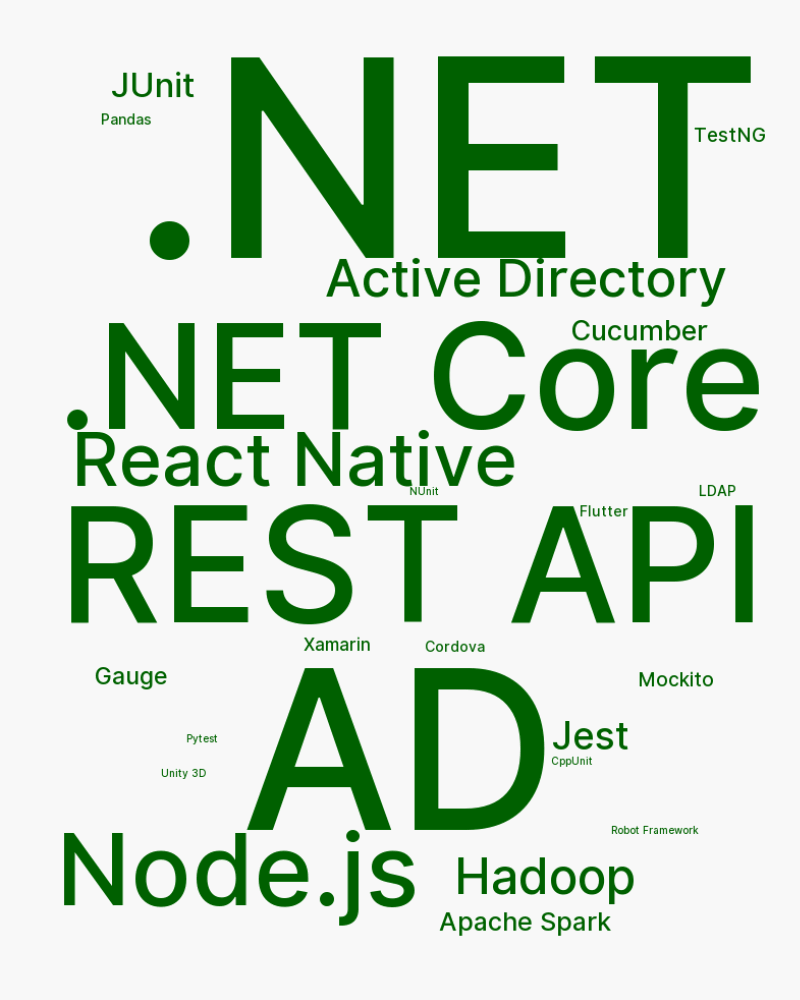 JUnit
.NET
Pandas
TestNG
Active Directory
Cucumber
.NET Core
React Native
NUnit
LDAP
Flutter
REST API
Xamarin
Cordova
Gauge
Mockito
AD
Pytest
Jest
CppUnit
Unity 3D
Robot Framework
Node.js
Hadoop
Apache Spark